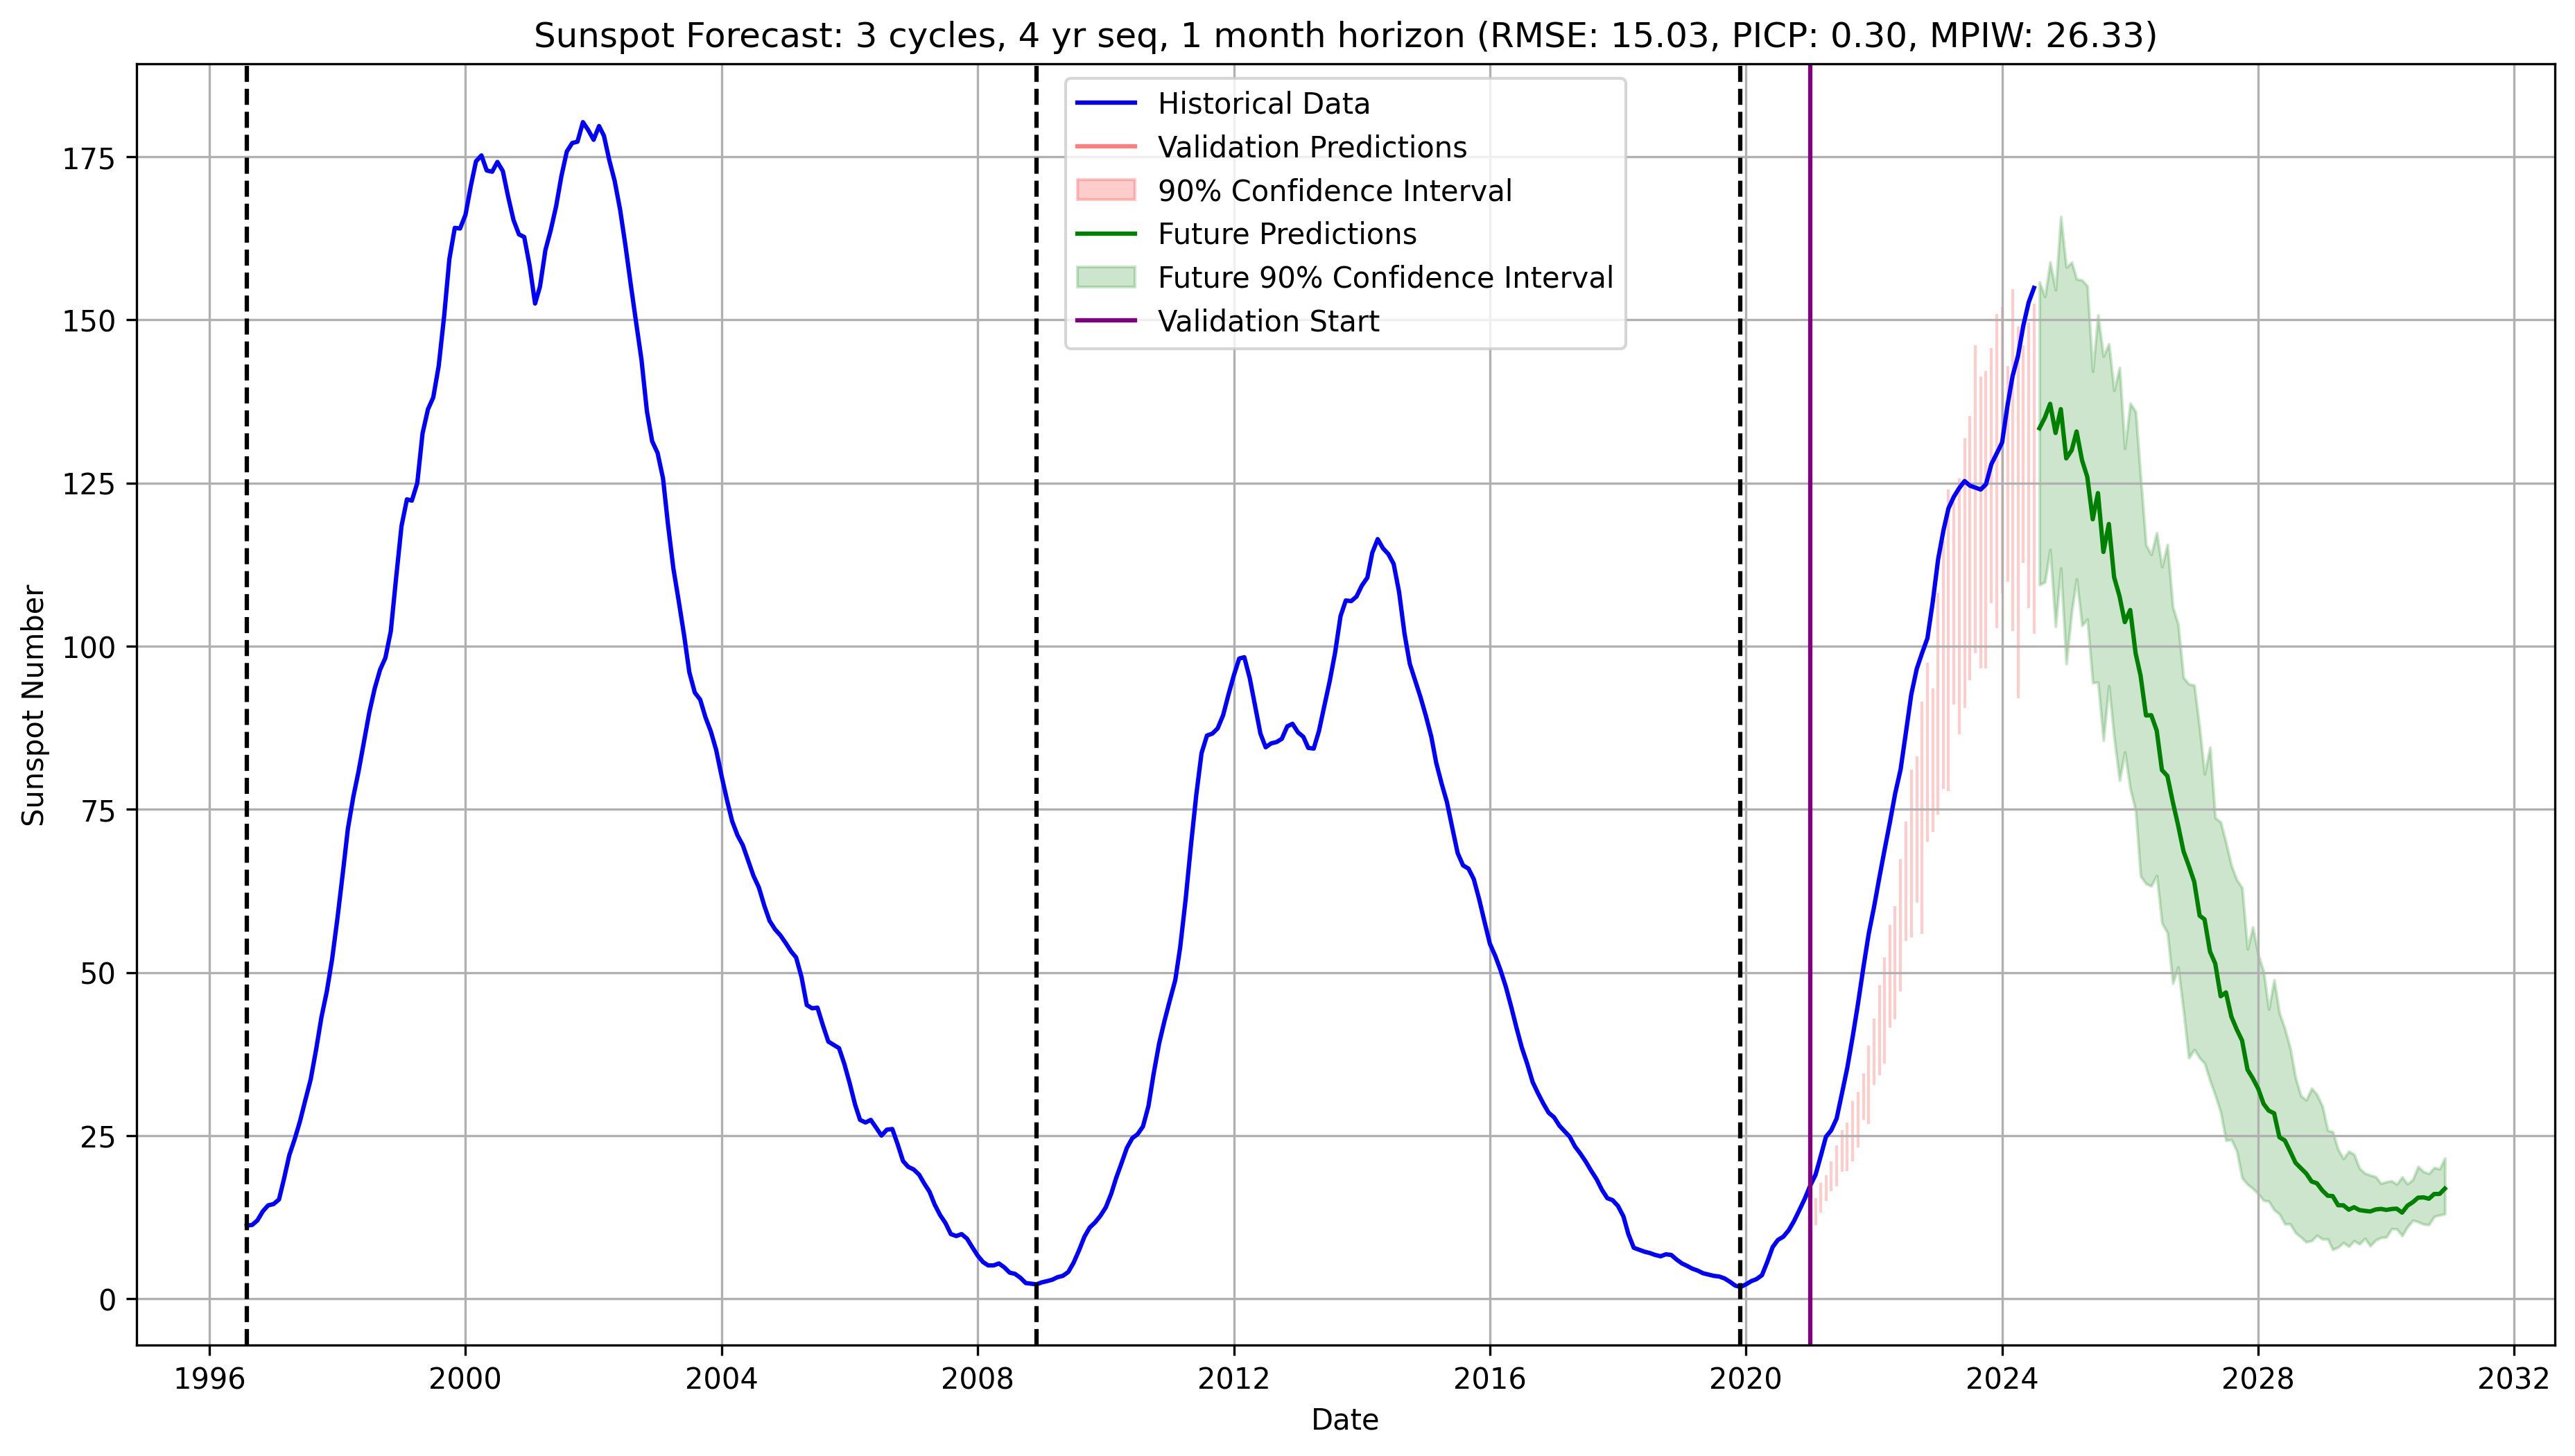 Sunspot Forecast: 3 cycles, 4 yr seq, 1 month horizon (RMSE: 15.03, PICP: 0.30, MPIW: 26.33)
Historical Data
Validation Predictions
90% Confidence Interval
Future Predictions
Future 90% Confidence Interval
Validation Start
Sunspot Number
175
150
125
100
75
50
25
0
1996 2000 2004 2008 2012 2016 2020 2024 2028 2032
Date